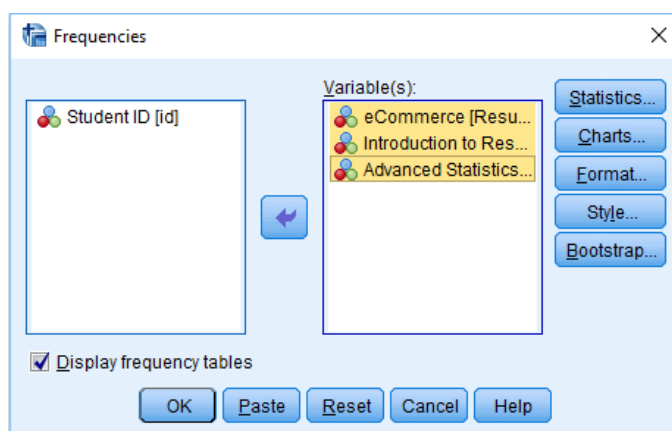 Frequencies
Variable(s):
Student ID [id]
eCommerce [Resu...
Introduction to Res...
Advanced Statistics...
Statistics...
Charts...
Format...
Style...
Bootstrap...
Display frequency tables
OK Paste Reset Cancel Help